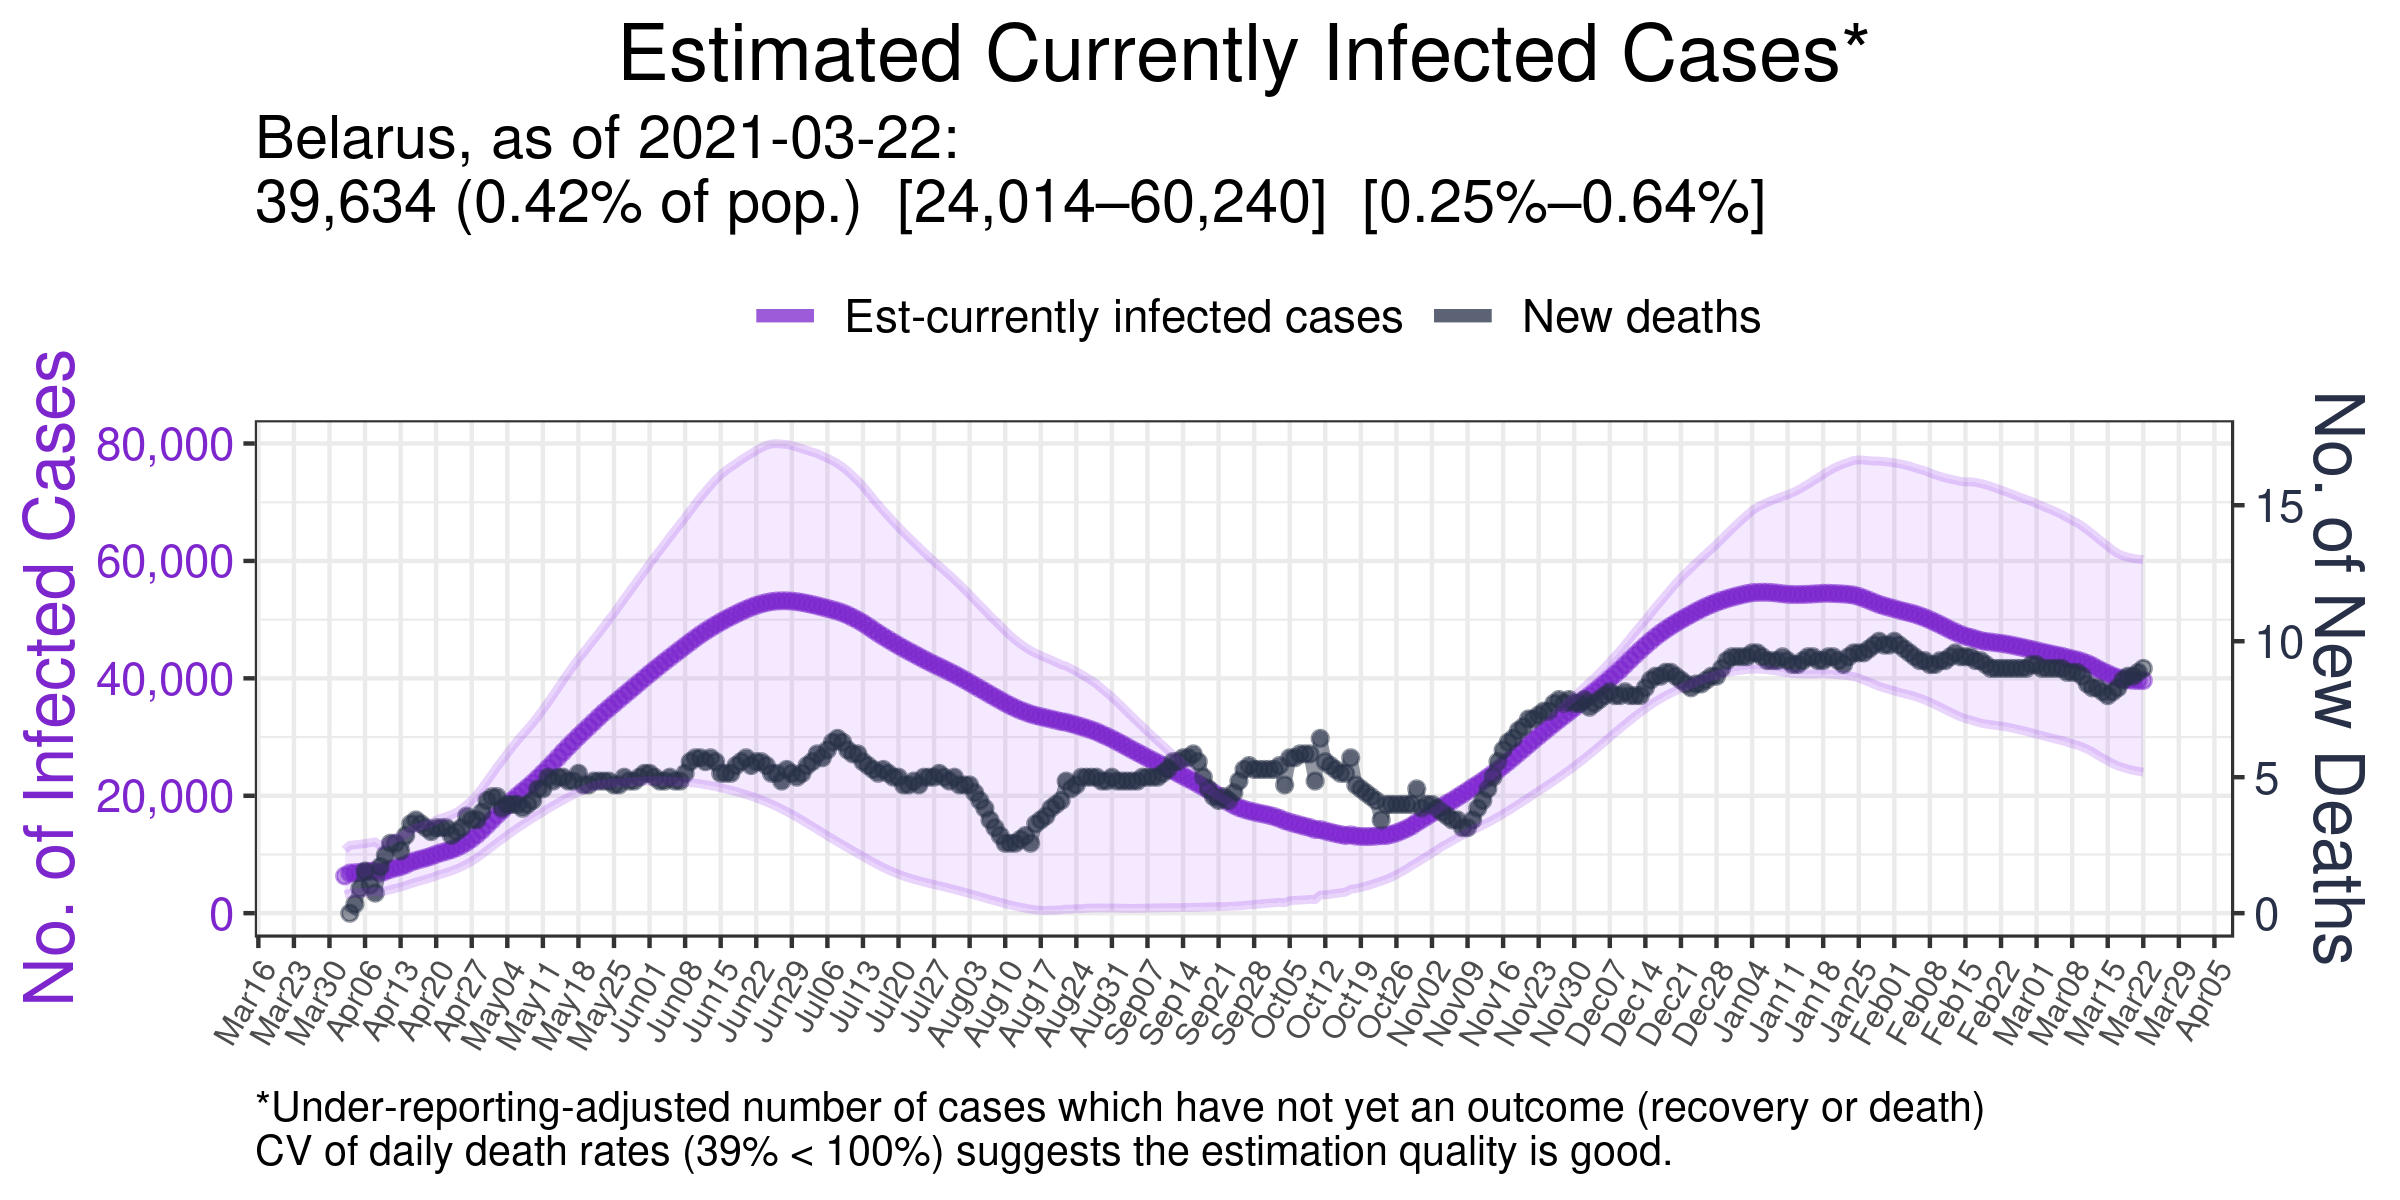 Estimated Currently Infected Cases*
Belarus, as of 2021-03-22:
39,634 (0.42% of pop.) [24,014–60,240] [0.25%–0.64%]
Est-currently infected cases
New deaths
No. of Infected Cases
80,000
60,000
40,000
20,000
0
15
10
5
0
No. of New Deaths
Mar16
Mar23
Mar30
Apr06
Apr13
Apr20
Apr27
May04
May11
May18
May25
Jun01
Jun08
Jun15
Jun22
Jun29
Jul06
Jul13
Jul20
Jul27
Aug03
Aug10
Aug17
Aug24
Aug31
Sep07
Sep14
Sep21
Sep28
Oct05
Oct12
Oct19
Oct26
Nov02
Nov09
Nov16
Nov23
Nov30
Dec07
Dec14
Dec21
Dec28
Jan04
Jan11
Jan18
Jan25
Feb01
Feb08
Feb15
Feb22
Mar01
Mar08
Mar15
Mar22
Mar29
Apr05
*Under-reporting-adjusted number of cases which have not yet an outcome (recovery or death)
CV of daily death rates (39% < 100%) suggests the estimation quality is good.